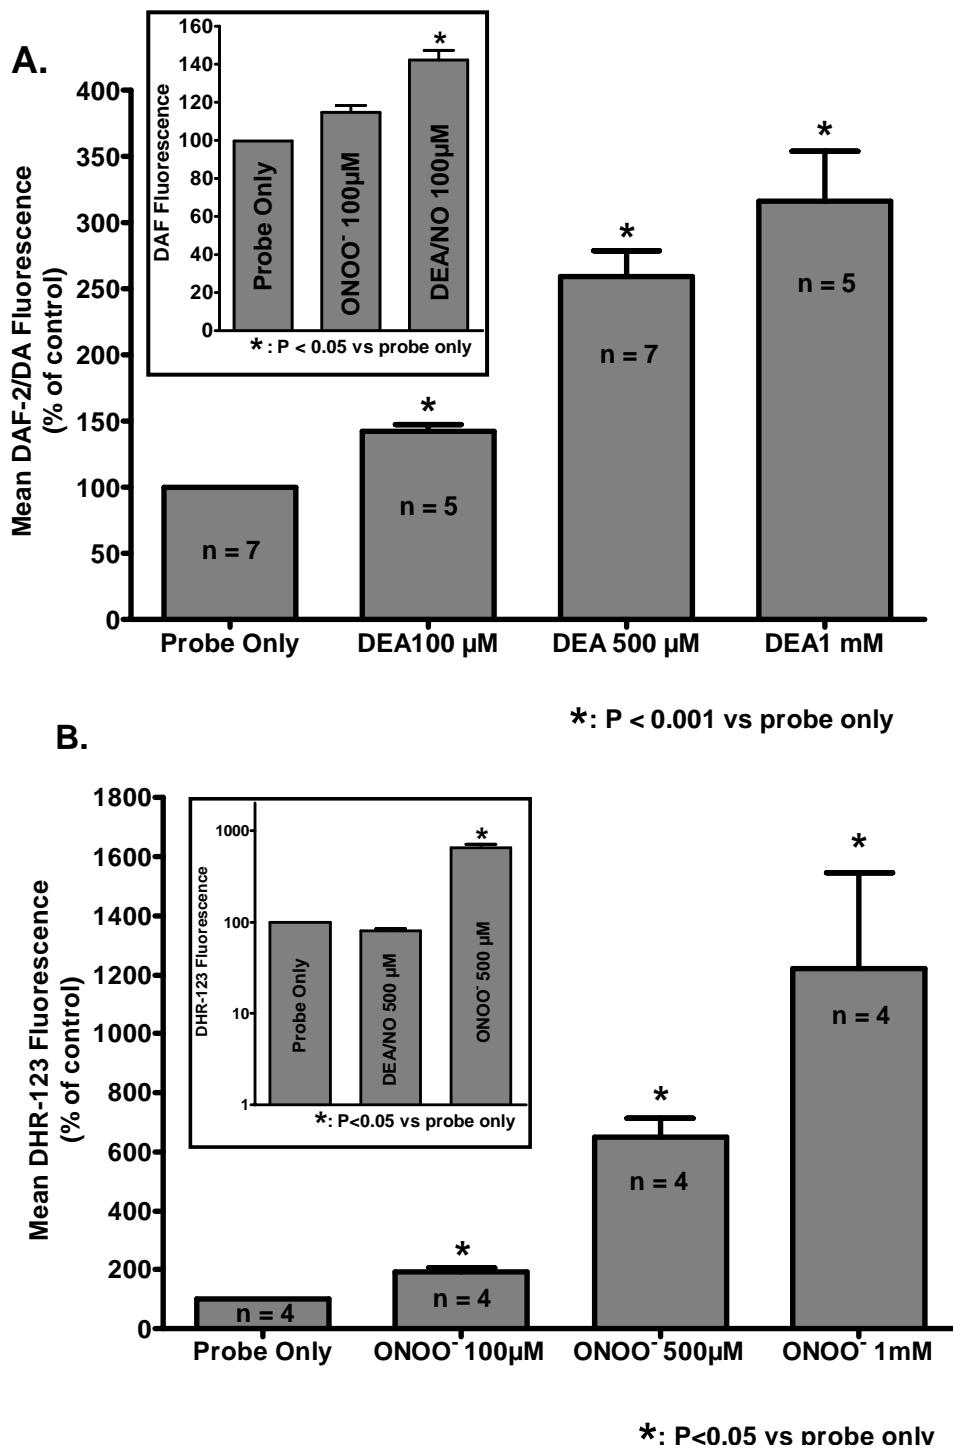 A.
Mean DAF-2/DA Fluorescence
(% of control)
400
350
300
250
200
150
100
50
0
DAF Fluorescence
160
140
120
100
80
60
40
20
0
Probe Only
ONOO⁻ 100µM
DEA/NO 100µM
*
*: P < 0.05 vs probe only
*
*
*
n = 7
n = 5
n = 7
n = 5
Probe Only
DEA100 µM
DEA 500 µM
DEA1 mM
*: P < 0.001 vs probe only
B.
Mean DHR-123 Fluorescence
(% of control)
1800
1600
1400
1200
1000
800
600
400
200
0
DHR-123 Fluorescence
1000
100
10
1
Probe Only
DEA/NO 500 µM
ONOO⁻ 500 µM
*
*: P<0.05 vs probe only
*
*
*
n = 4
n = 4
n = 4
n = 4
Probe Only
ONOO⁻ 100µM
ONOO⁻ 500µM
ONOO⁻ 1mM
*: P<0.05 vs probe only